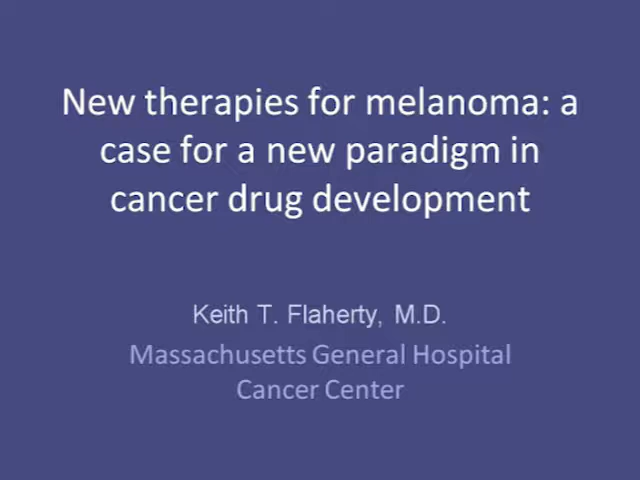 New therapies for melanoma: a
case for a new paradigm in
cancer drug development
Keith T. Flaherty, M.D.
Massachusetts General Hospital
Cancer Center